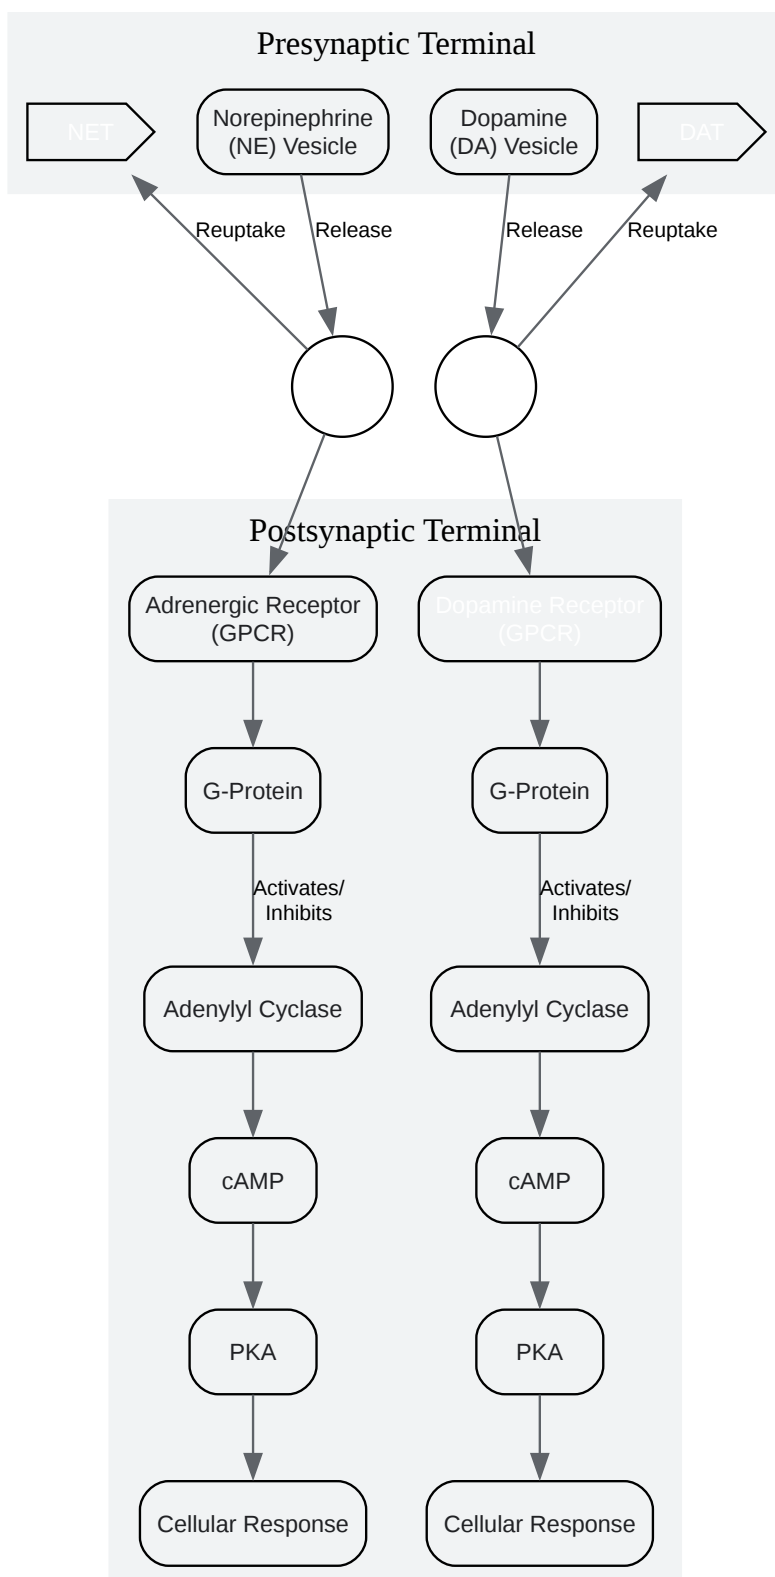 Presynaptic Terminal
NET
Norepinephrine
(NE) Vesicle
Dopamine
(DA) Vesicle
DAT
Reuptake
Release
Release
Reuptake
Postsynaptic Terminal
Adrenergic Receptor
(GPCR)
Dopamine Receptor
(GPCR)
G-Protein
G-Protein
Activates/
Inhibits
Activates/
Inhibits
Adenylyl Cyclase
Adenylyl Cyclase
cAMP
cAMP
PKA
PKA
Cellular Response
Cellular Response